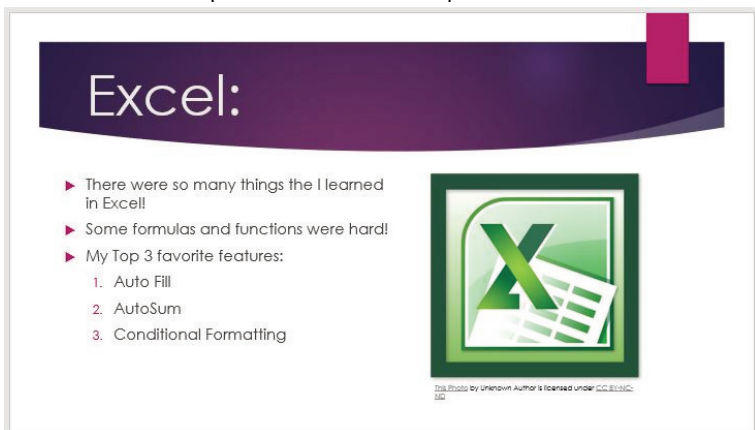 Excel:
▶ There were so many things the I learned
in Excel!
▶ Some formulas and functions were hard!
▶ My Top 3 favorite features:
1. Auto Fill
2. AutoSum
3. Conditional Formatting
This Photo by Unknown Author is licensed under CC BY-NC-
ND